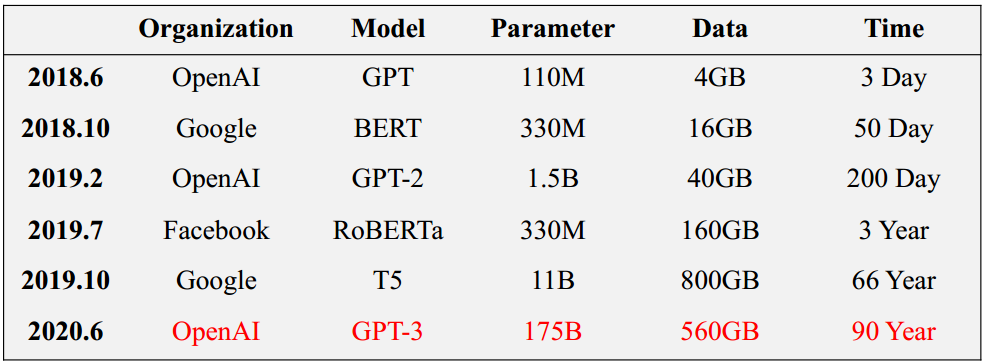 Organization Model Parameter Data Time
2018.6 OpenAI GPT 110M 4GB 3 Day
2018.10 Google BERT 330M 16GB 50 Day
2019.2 OpenAI GPT-2 1.5B 40GB 200 Day
2019.7 Facebook RoBERTa 330M 160GB 3 Year
2019.10 Google T5 11B 800GB 66 Year
2020.6 OpenAI GPT-3 175B 560GB 90 Year